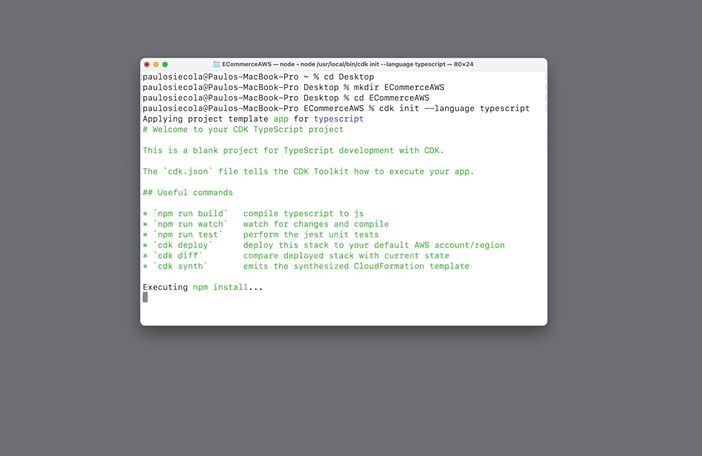 ECommerceAWS — node • node /usr/local/bin/cdk init --language typescript — 80×24
paulosiecola@Paulos-MacBook-Pro ~ % cd Desktop
paulosiecola@Paulos-MacBook-Pro Desktop % mkdir ECommerceAWS
paulosiecola@Paulos-MacBook-Pro Desktop % cd ECommerceAWS
paulosiecola@Paulos-MacBook-Pro ECommerceAWS % cdk init --language typescript
Applying project template app for typescript
# Welcome to your CDK TypeScript project
This is a blank project for TypeScript development with CDK.
The `cdk.json` file tells the CDK Toolkit how to execute your app.
## Useful commands
* `npm run build`   compile typescript to js
* `npm run watch`   watch for changes and compile
* `npm run test`    perform the jest unit tests
* `cdk deploy`      deploy this stack to your default AWS account/region
* `cdk diff`        compare deployed stack with current state
* `cdk synth`       emits the synthesized CloudFormation template
Executing npm install...